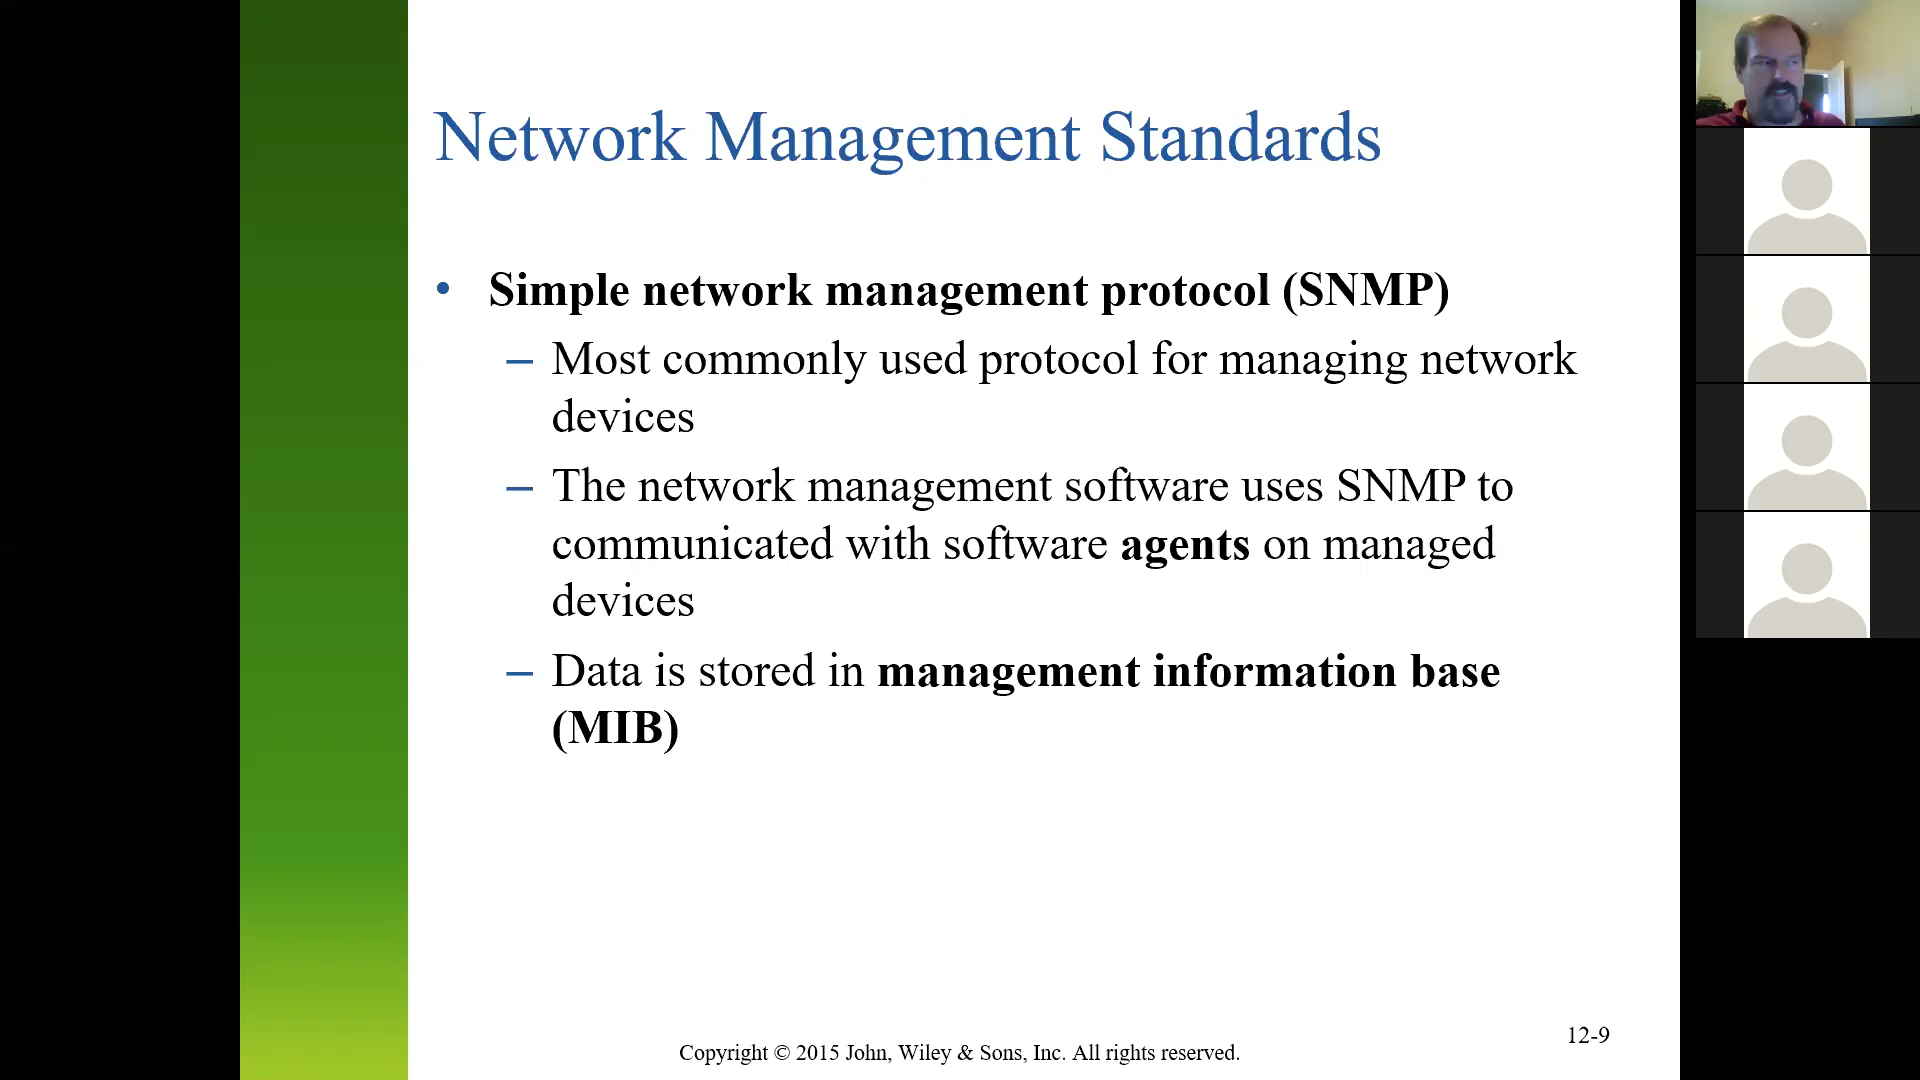 Network Management Standards
• Simple network management protocol (SNMP)
– Most commonly used protocol for managing network
devices
– The network management software uses SNMP to
communicated with software agents on managed
devices
– Data is stored in management information base
(MIB)
12-9
Copyright © 2015 John, Wiley & Sons, Inc. All rights reserved.